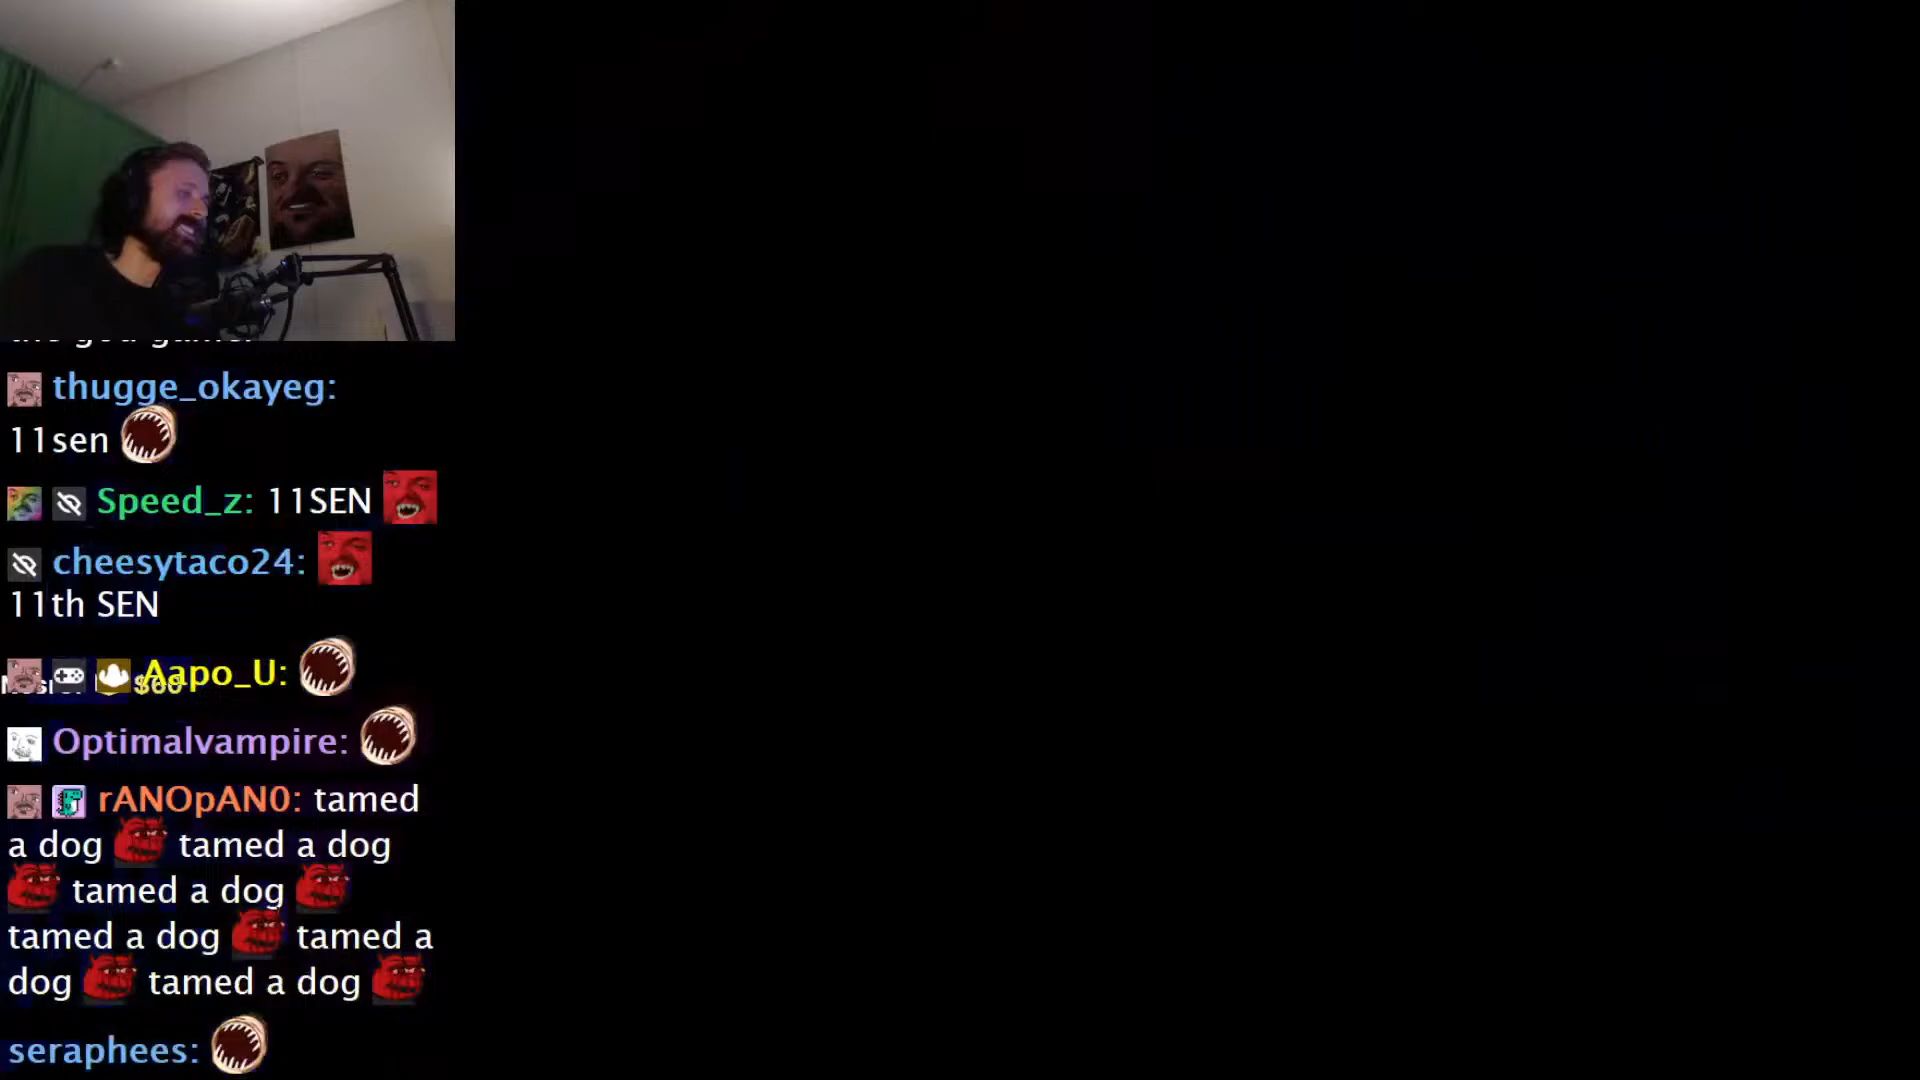 thugge_okayeg:
11sen
Speed_z: 11SEN
cheesytaco24:
11th SEN
Aapo_U:
$60
Optimalvampire:
rANOpAN0: tamed
a dog tamed a dog
tamed a dog
tamed a dog tamed a
dog tamed a dog
seraphees: